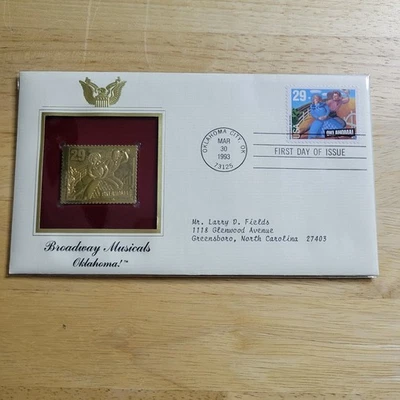 29
OKLAHOMA!
OKLAHOMA CITY, OK
MAR
30
1993
73125
FIRST DAY OF ISSUE
29
Mr. Larry D. Fields
1118 Glenwood Avenue
Greensboro, North Carolina 27403
Broadway Musicals
Oklahoma!™